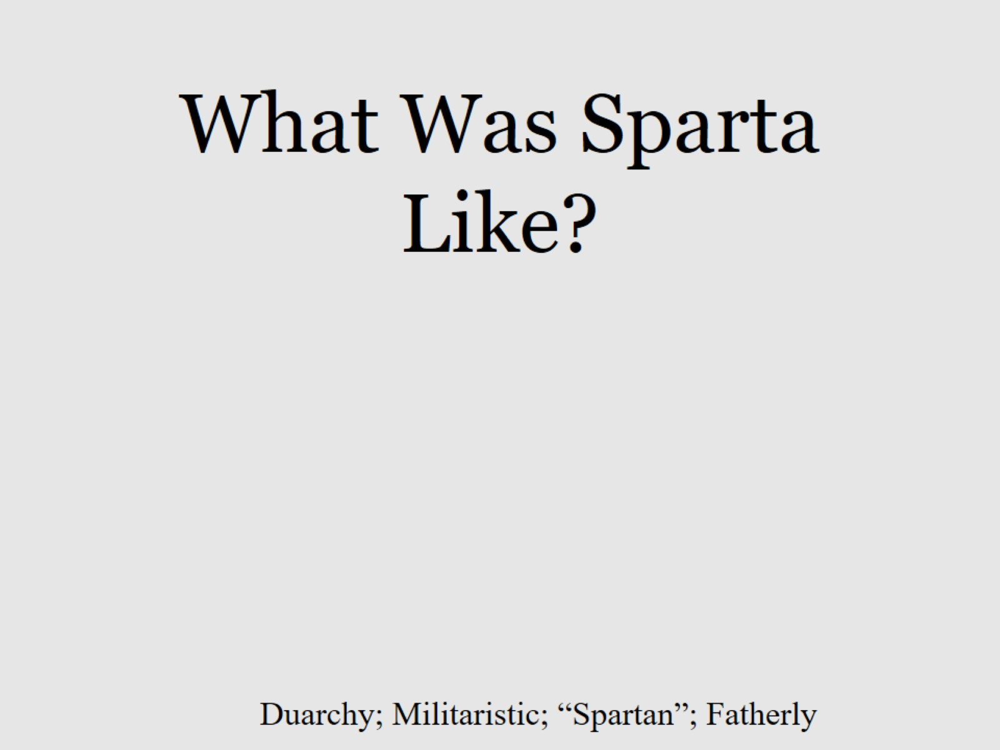 What Was Sparta
Like?
Duarchy; Militaristic; “Spartan”; Fatherly